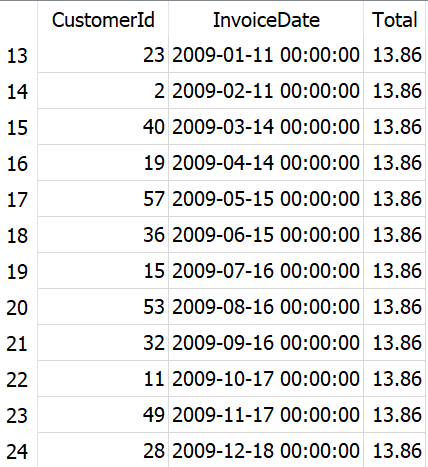 CustomerId InvoiceDate Total
13 23 2009-01-11 00:00:00 13.86
14 2 2009-02-11 00:00:00 13.86
15 40 2009-03-14 00:00:00 13.86
16 19 2009-04-14 00:00:00 13.86
17 57 2009-05-15 00:00:00 13.86
18 36 2009-06-15 00:00:00 13.86
19 15 2009-07-16 00:00:00 13.86
20 53 2009-08-16 00:00:00 13.86
21 32 2009-09-16 00:00:00 13.86
22 11 2009-10-17 00:00:00 13.86
23 49 2009-11-17 00:00:00 13.86
24 28 2009-12-18 00:00:00 13.86